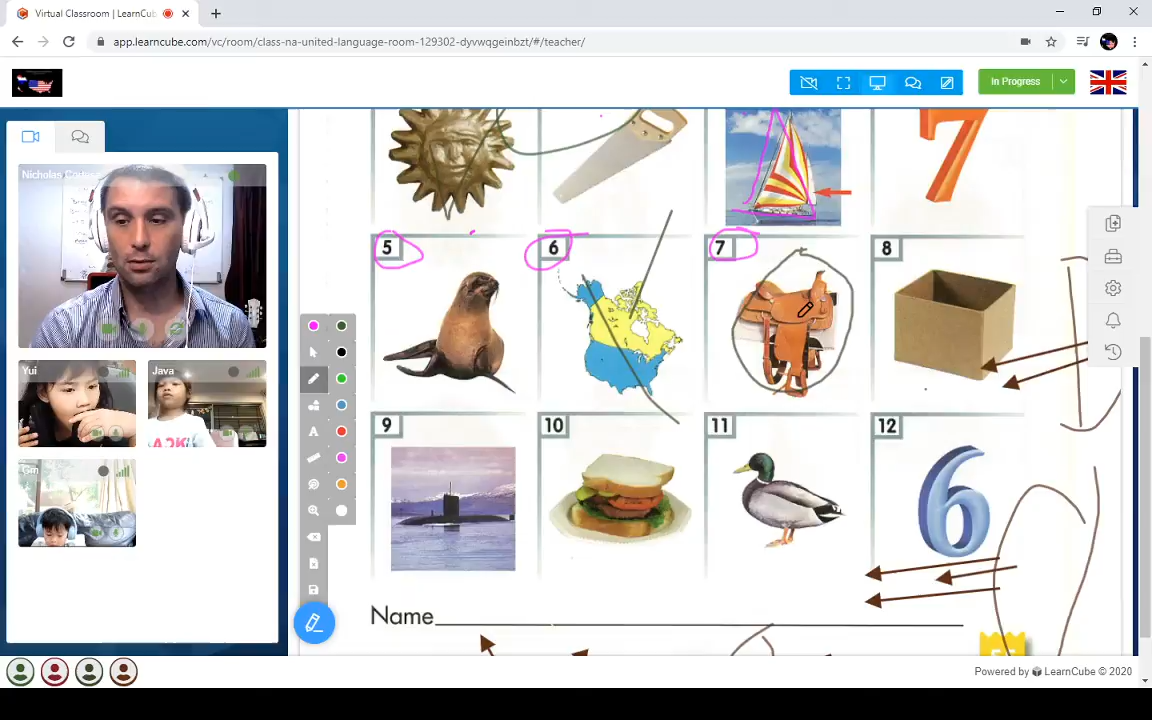 Virtual Classroom | LearnCub
app.learncube.com/vc/room/class-na-united-language-room-129302-dyvwqgeinbzt/#/teacher/
In Progress
Yui
Java
5
6
7
8
9
10
11
12
Name
Powered by LearnCube © 2020